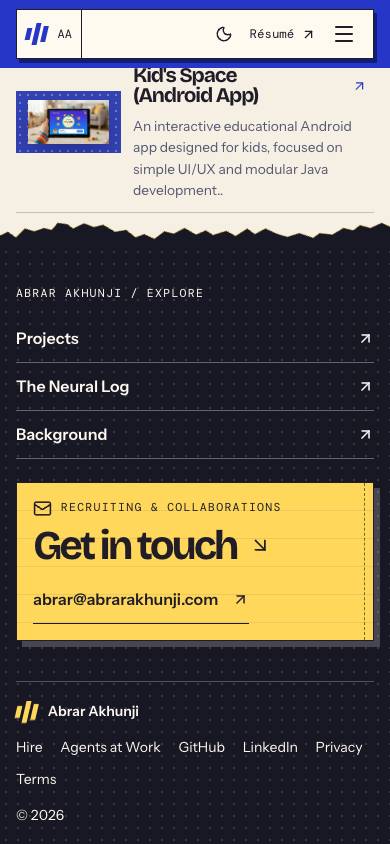 AA
Résumé
Kid's Space
(Android App)
An interactive educational Android
app designed for kids, focused on
simple UI/UX and modular Java
development..
ABRAR AKHUNJI / EXPLORE
Projects
The Neural Log
Background
RECRUITING & COLLABORATIONS
Get in touch
abrar@abrarakhunji.com
Abrar Akhunji
Hire Agents at Work GitHub LinkedIn Privacy
Terms
© 2026